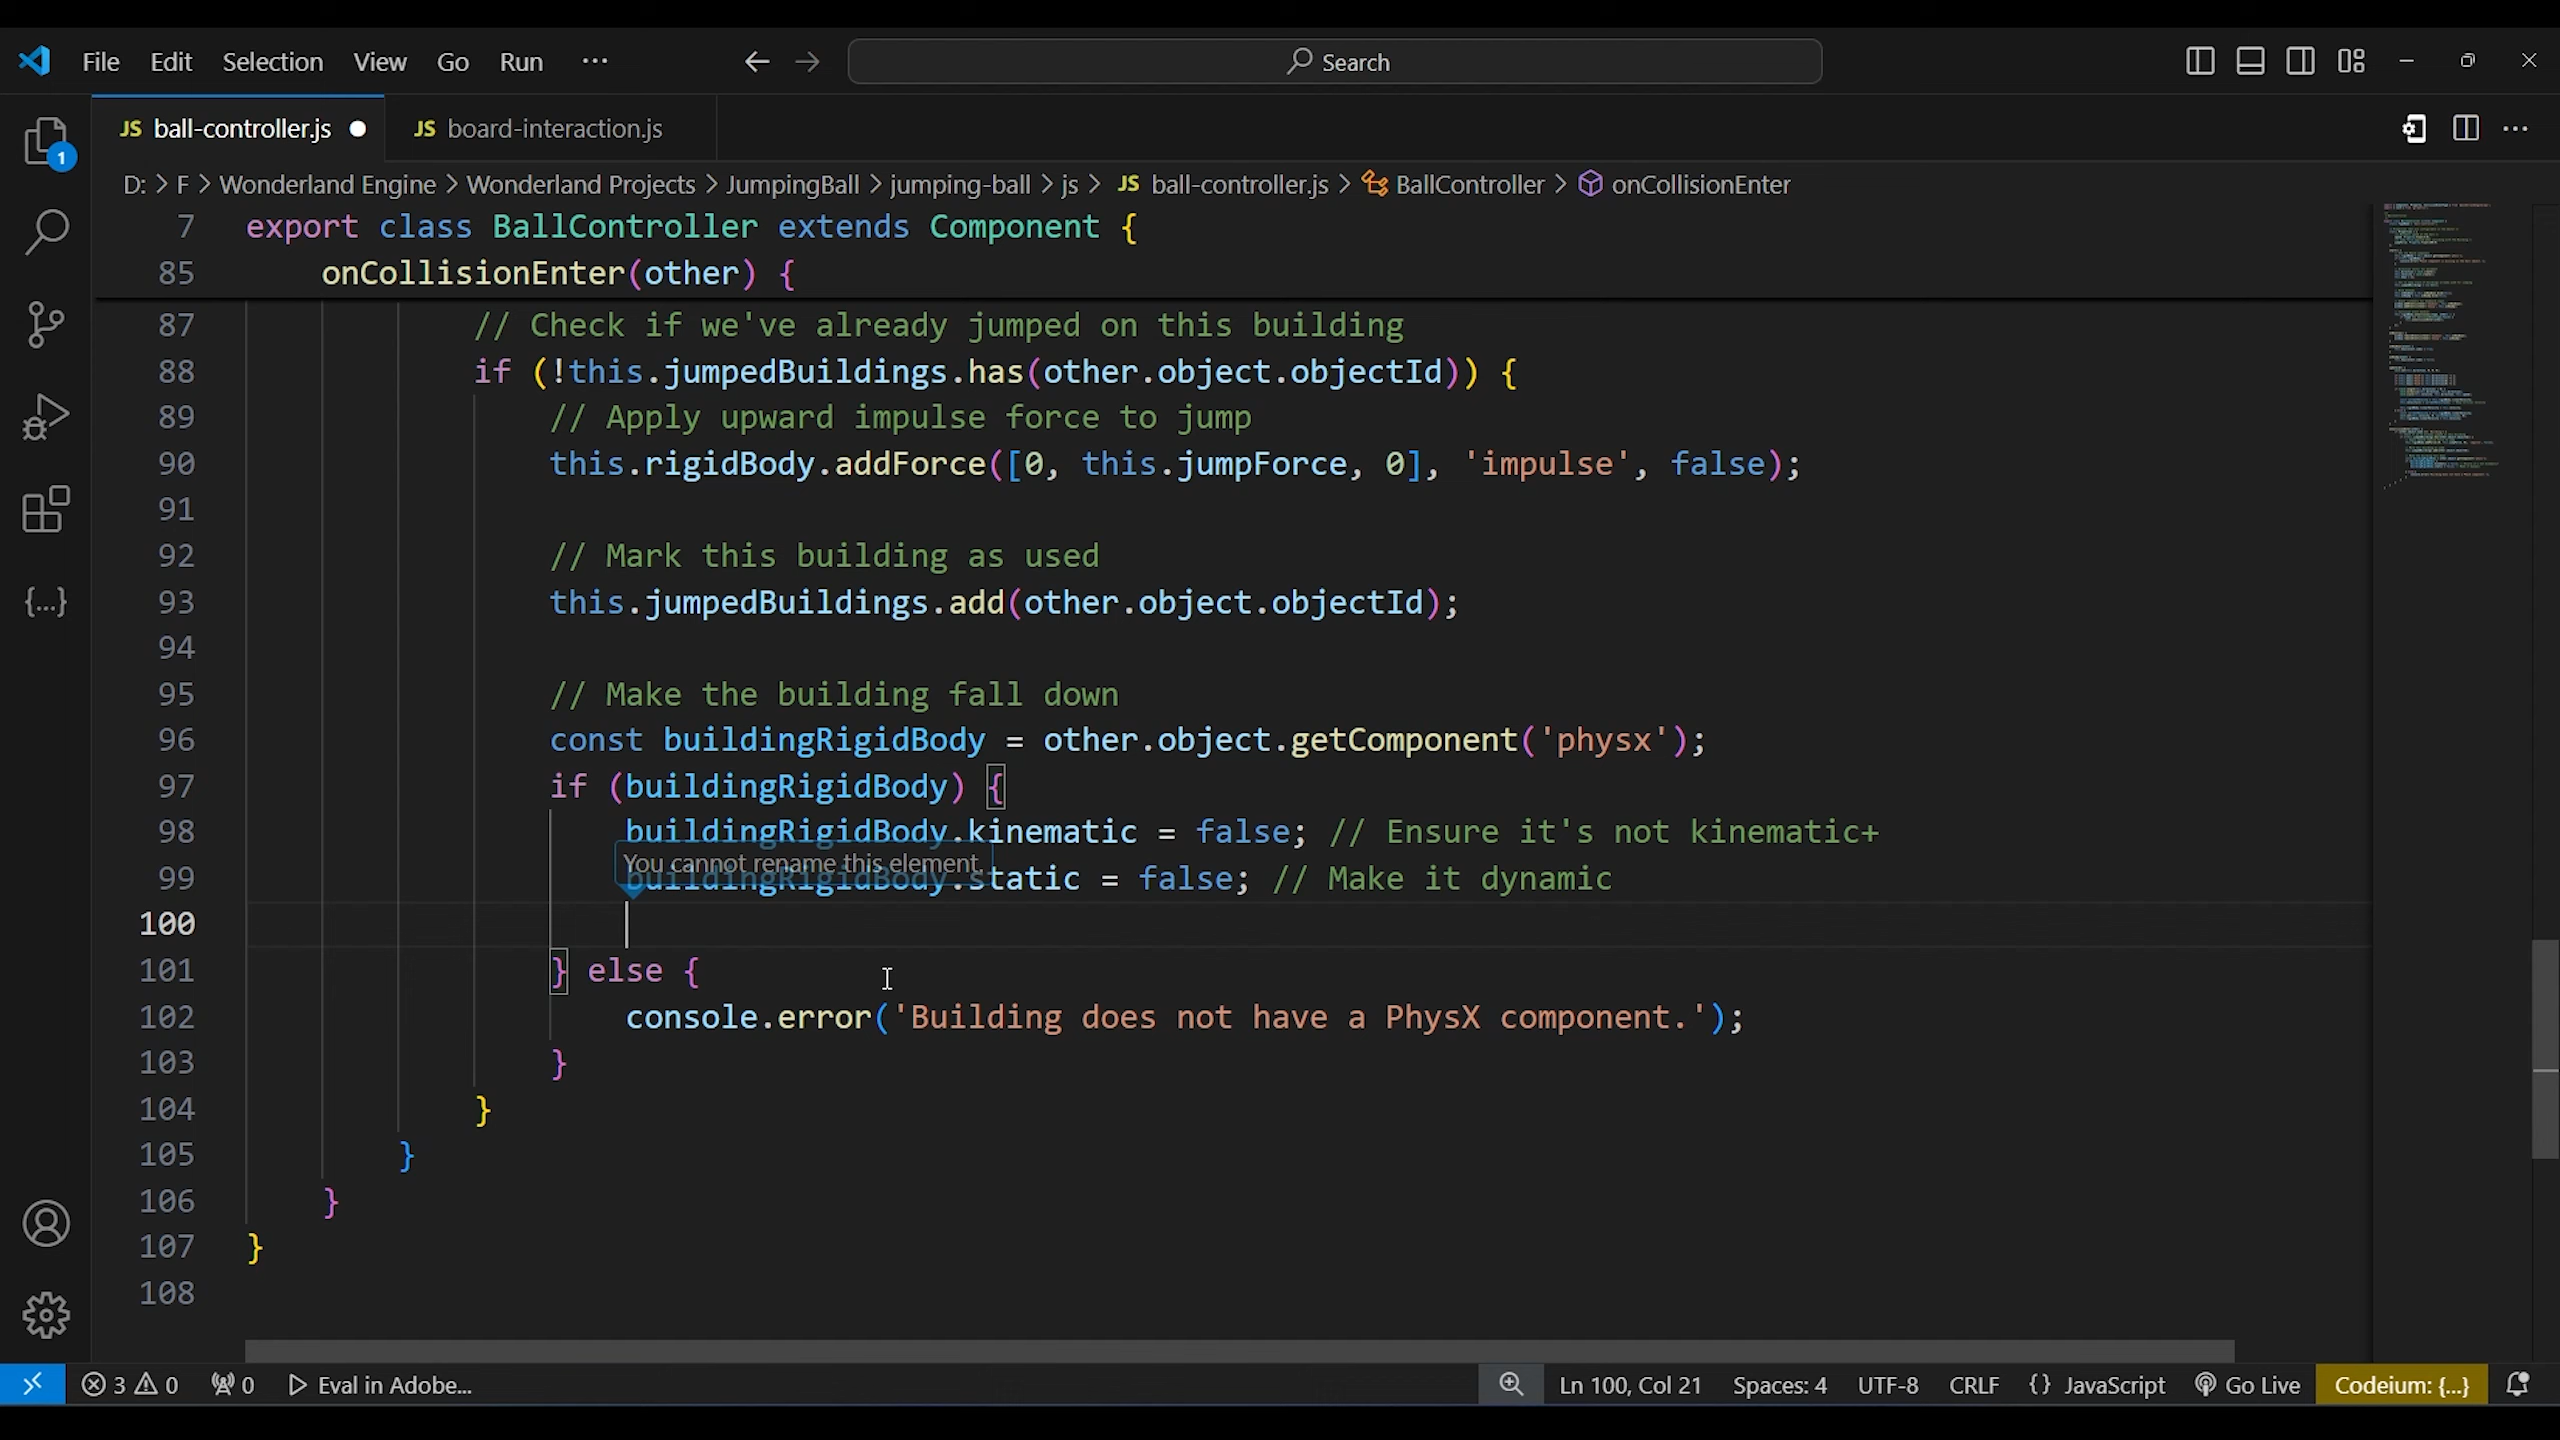 File Edit Selection View Go Run ··· Search
JS ball-controller.js JS board-interaction.js
1
D: > F > Wonderland Engine > Wonderland Projects > JumpingBall > jumping-ball > js > JS ball-controller.js > BallController > onCollisionEnter
7 export class BallController extends Component {
85 onCollisionEnter(other) {
87 // Check if we've already jumped on this building
88 if (!this.jumpedBuildings.has(other.object.objectId)) {
89 // Apply upward impulse force to jump
90 this.rigidBody.addForce([0, this.jumpForce, 0], 'impulse', false);
91
92 // Mark this building as used
93 this.jumpedBuildings.add(other.object.objectId);
94
95 // Make the building fall down
96 const buildingRigidBody = other.object.getComponent('physx');
97 if (buildingRigidBody) {
98 buildingRigidBody.kinematic = false; // Ensure it's not kinematic+
You cannot rename this element.
99 buildingRigidBody.static = false; // Make it dynamic
100
101 } else {
102 console.error('Building does not have a PhysX component.');
103 }
104 }
105 }
106 }
107 }
108
3 0 0 Eval in Adobe... Ln 100, Col 21 Spaces: 4 UTF-8 CRLF {} JavaScript Go Live Codeium: {...}